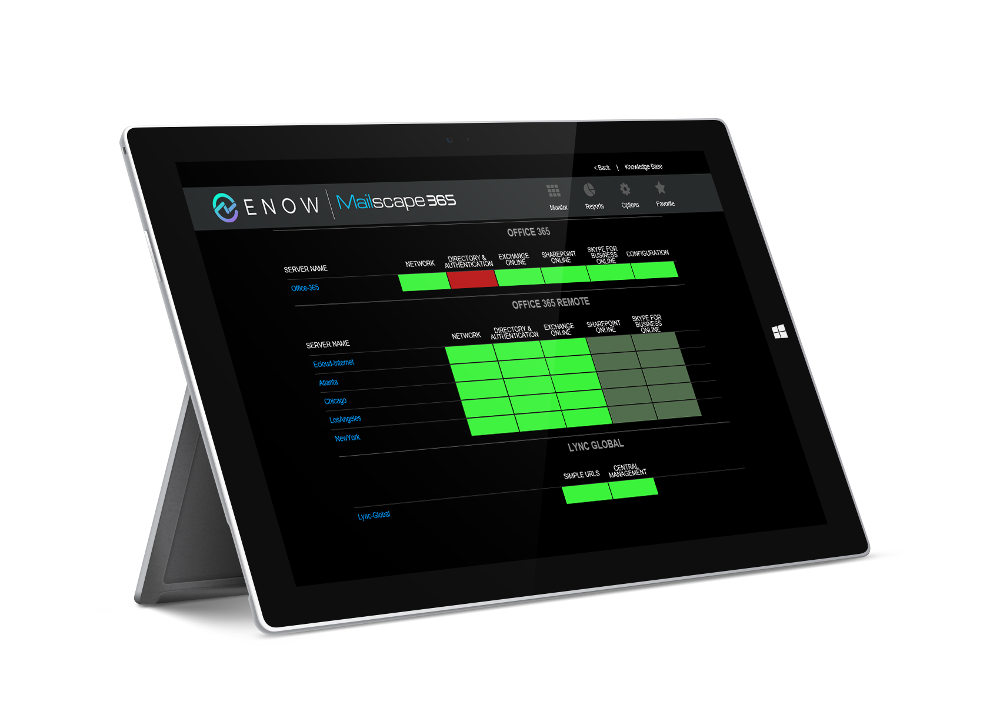 < Back | Knowledge Base
ENOW | Mailscape 365
Monitor Reports Options Favorite
OFFICE 365
SERVER NAME NETWORK DIRECTORY & AUTHENTICATION EXCHANGE ONLINE SHAREPOINT ONLINE SKYPE FOR BUSINESS ONLINE CONFIGURATION
Office-365
OFFICE 365 REMOTE
SERVER NAME NETWORK DIRECTORY & AUTHENTICATION EXCHANGE ONLINE SHAREPOINT ONLINE SKYPE FOR BUSINESS ONLINE
Ecloud-Internet
Atlanta
Chicago
LosAngeles
NewYork
LYNC GLOBAL
SIMPLE URLS CENTRAL MANAGEMENT
Lync-Global